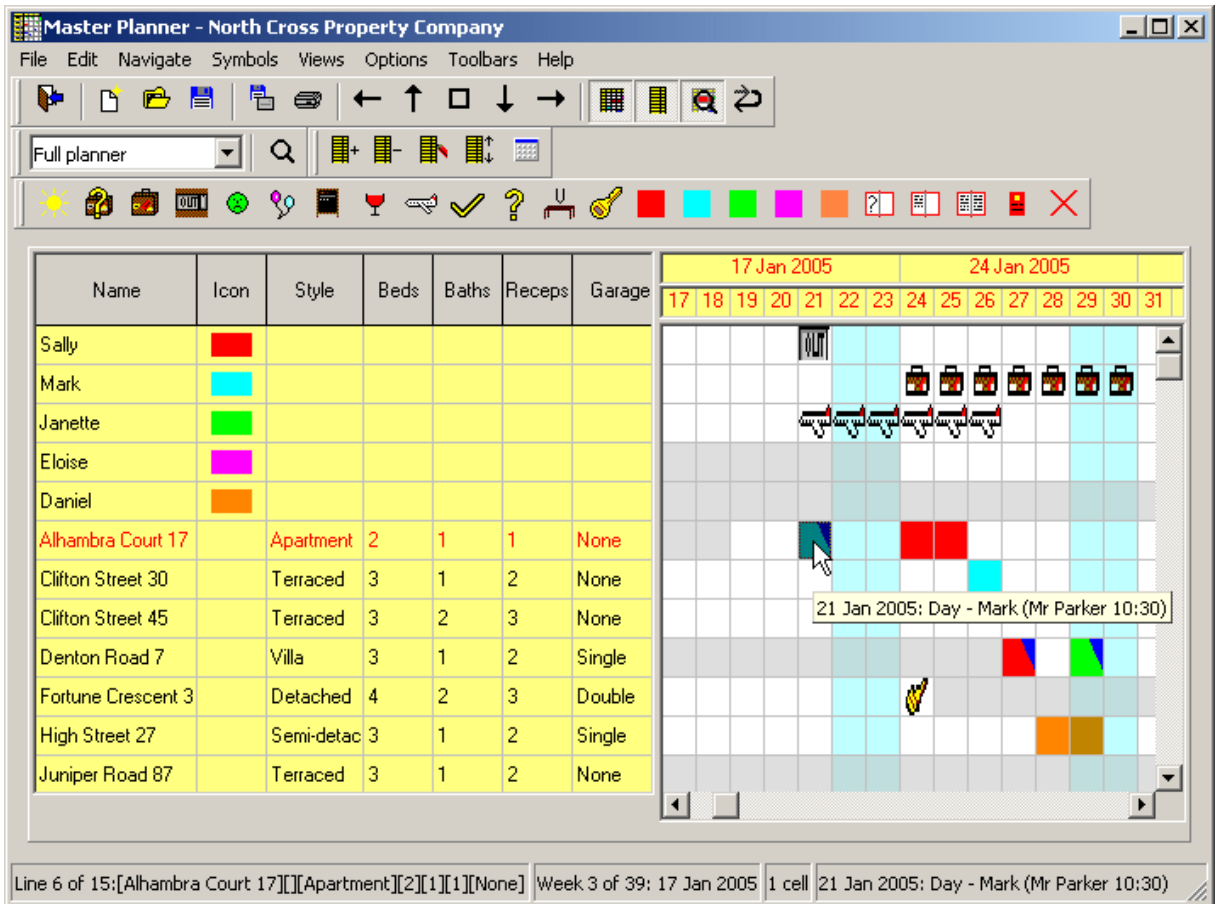 Master Planner - North Cross Property Company
File Edit Navigate Symbols Views Options Toolbars Help
Full planner
OUT
Name Icon Style Beds Baths Receps Garage
17 Jan 2005 24 Jan 2005
17 18 19 20 21 22 23 24 25 26 27 28 29 30 31
Sally OUT
Mark
Janette
Eloise
Daniel
Alhambra Court 17 Apartment 2 1 1 None
Clifton Street 30 Terraced 3 1 2 None
Clifton Street 45 Terraced 3 2 3 None
21 Jan 2005: Day - Mark (Mr Parker 10:30)
Denton Road 7 Villa 3 1 2 Single
Fortune Crescent 3 Detached 4 2 3 Double
High Street 27 Semi-detac 3 1 2 Single
Juniper Road 87 Terraced 3 1 2 None
Line 6 of 15:[Alhambra Court 17][][Apartment][2][1][1][None] Week 3 of 39: 17 Jan 2005 1 cell 21 Jan 2005: Day - Mark (Mr Parker 10:30)